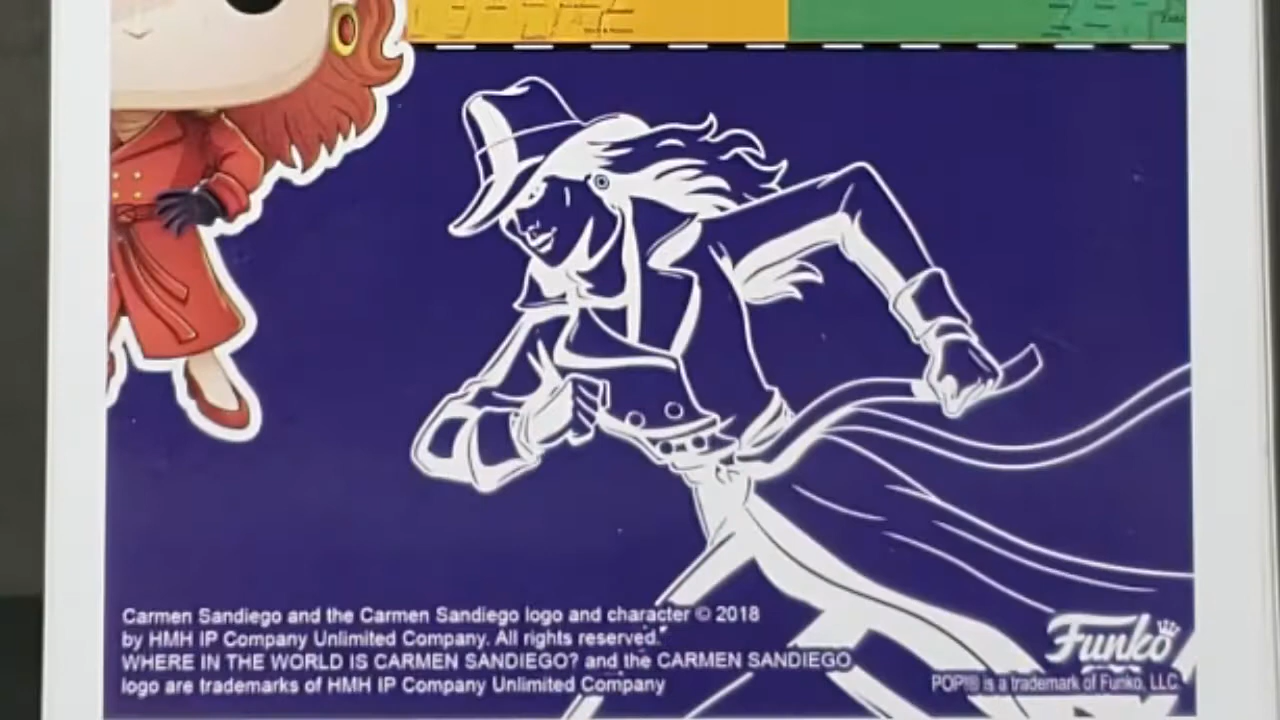 Carmen Sandiego and the Carmen Sandiego logo and character © 2018
by HMH IP Company Unlimited Company. All rights reserved.
WHERE IN THE WORLD IS CARMEN SANDIEGO? and the CARMEN SANDIEGO
logo are trademarks of HMH IP Company Unlimited Company
Funko
POP!® is a trademark of Funko, LLC.